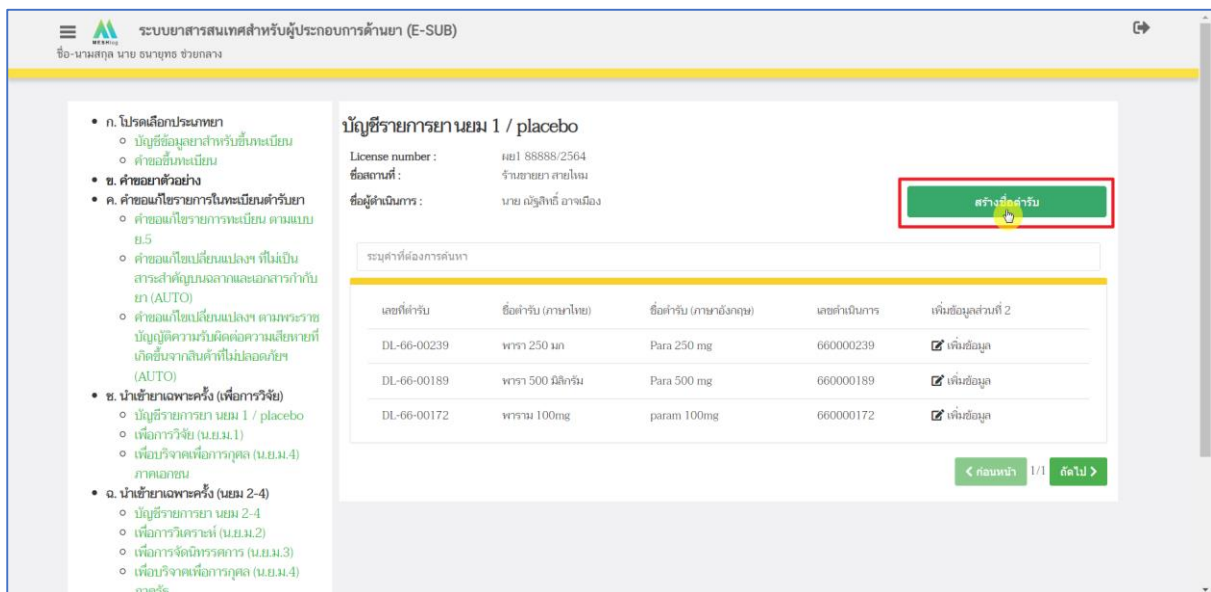 ระบบยาสารสนเทศสำหรับผู้ประกอบการด้านยา (E-SUB)
ชื่อ-นามสกุล นาย ธนายุทธ ช่วยกลาง
ก. โปรดเลือกประเภทยา
บัญชีข้อมูลยาสำหรับขึ้นทะเบียน
คำขอขึ้นทะเบียน
ข. คำขอยาตัวอย่าง
ค. คำขอแก้ไขรายการในทะเบียนตำรับยา
คำขอแก้ไขรายการทะเบียน ตามแบบ
ย.5
คำขอแก้ไขเปลี่ยนแปลงฯ ที่ไม่เป็น
สาระสำคัญบนฉลากและเอกสารกำกับ
ยา (AUTO)
คำขอแก้ไขเปลี่ยนแปลงฯ ตามพระราช
บัญญัติความรับผิดต่อความเสียหายที่
เกิดขึ้นจากสินค้าที่ไม่ปลอดภัยฯ
(AUTO)
ช. นำเข้ายาเฉพาะครั้ง (เพื่อการวิจัย)
บัญชีรายการยา นยม 1 / placebo
เพื่อการวิจัย (น.ย.ม.1)
เพื่อบริจาคเพื่อการกุศล (น.ย.ม.4)
ภาคเอกชน
ฉ. นำเข้ายาเฉพาะครั้ง (นยม 2-4)
บัญชีรายการยา นยม 2-4
เพื่อการวิเคราะห์ (น.ย.ม.2)
เพื่อการจัดนิทรรศการ (น.ย.ม.3)
เพื่อบริจาคเพื่อการกุศล (น.ย.ม.4)
ภาครัฐ
บัญชีรายการยา นยม 1 / placebo
License number : ผย1 88888/2564
ชื่อสถานที่ : ร้านขายยา สายไหม
ชื่อผู้ดำเนินการ : นาย ณัฐสิทธิ์ อาจเมือง
สร้างชื่อตำรับ
ระบุคำที่ต้องการค้นหา
เลขที่ตำรับ ชื่อตำรับ (ภาษาไทย) ชื่อตำรับ (ภาษาอังกฤษ) เลขดำเนินการ เพิ่มข้อมูลส่วนที่ 2
DL-66-00239 พารา 250 มก Para 250 mg 660000239 เพิ่มข้อมูล
DL-66-00189 พารา 500 มิลิกรัม Para 500 mg 660000189 เพิ่มข้อมูล
DL-66-00172 พาราม 100mg param 100mg 660000172 เพิ่มข้อมูล
ก่อนหน้า 1/1 ถัดไป